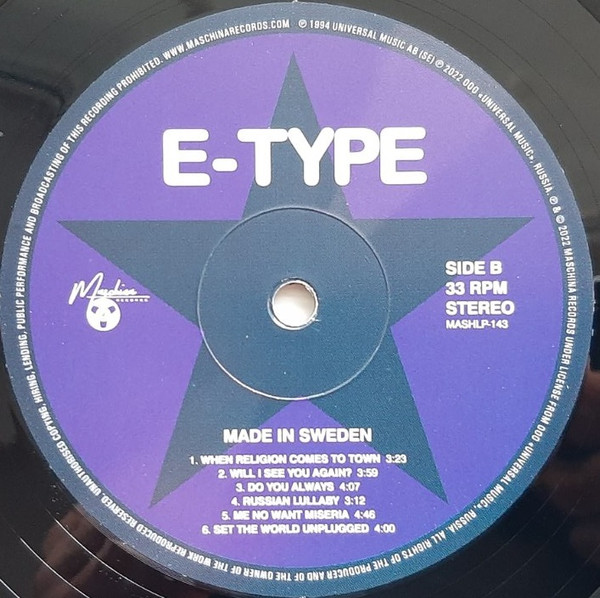 UNAUTHORISED COPYING, HIRING, LENDING, PUBLIC PERFORMANCE AND BROADCASTING OF THIS RECORDING PROHIBITED. WWW.MASCHINARECORDS.COM ℗ 1994 UNIVERSAL MUSIC AB (SE) ℗ 2022 OOO «UNIVERSAL MUSIC», RUSSIA. ℗ & © 2022 MASCHINA RECORDS UNDER LICENSE FROM OOO «UNIVERSAL MUSIC», RUSSIA. ALL RIGHTS OF THE PRODUCER AND OF THE OWNER OF THE WORK REPRODUCED RESERVED.
E-TYPE
Maschina
RECORDS
SIDE B
33 RPM
STEREO
MASHLP-143
MADE IN SWEDEN
1. WHEN RELIGION COMES TO TOWN 3:23
2. WILL I SEE YOU AGAIN? 3:59
3. DO YOU ALWAYS 4:07
4. RUSSIAN LULLABY 3:12
5. ME NO WANT MISERIA 4:46
6. SET THE WORLD UNPLUGGED 4:00